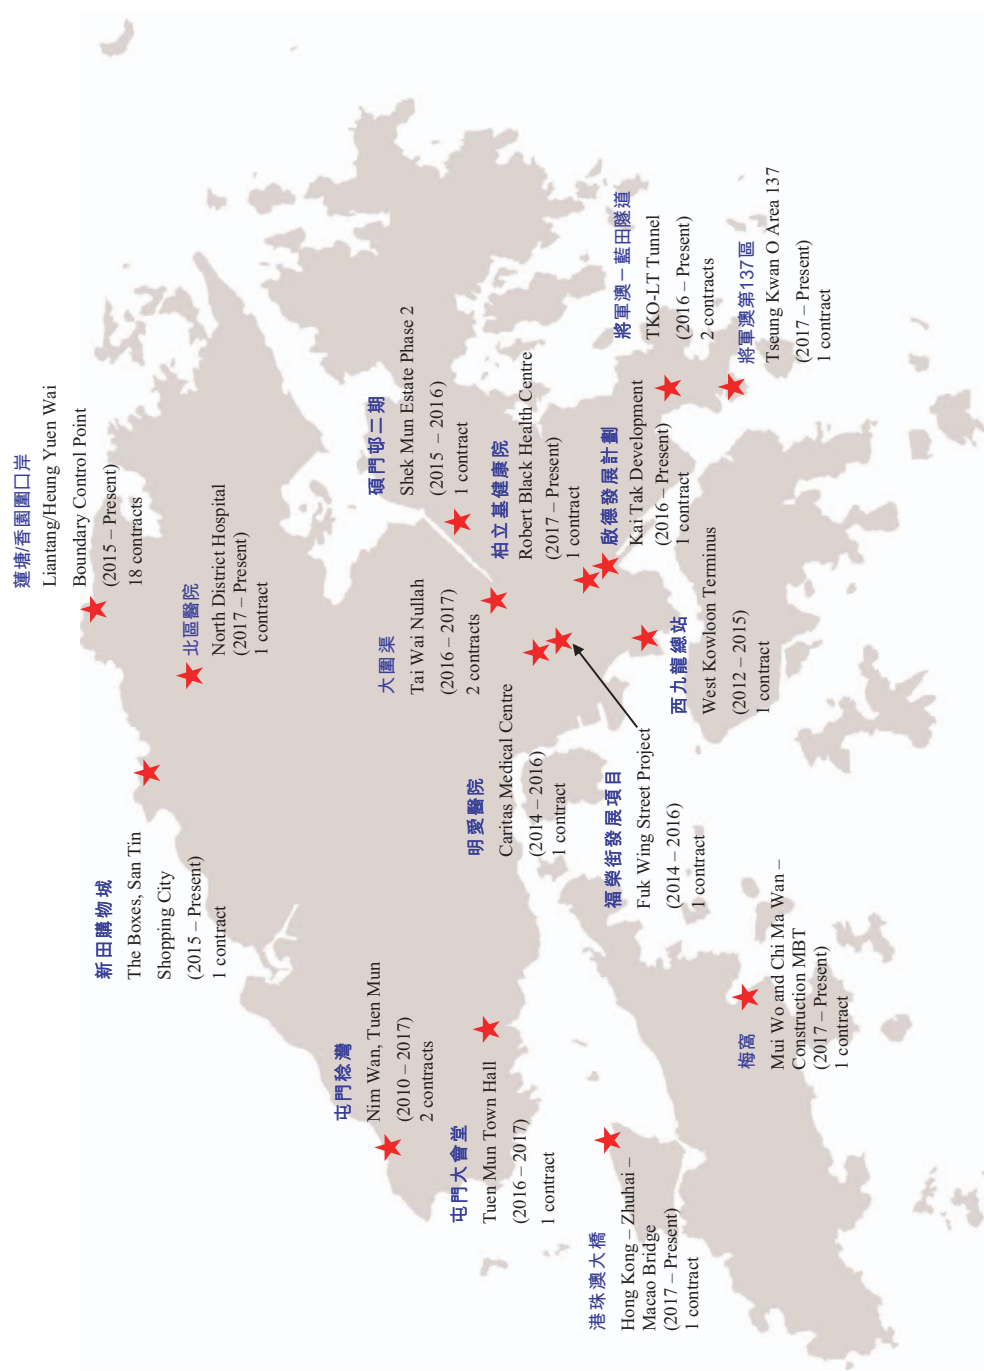 蓮塘/香園圍囗岸
Liantang/Heung Yuen Wai
Boundary Control Point
(2015 – Present)
18 contracts
北區醫院
North District Hospital
(2017 – Present)
1 contract
新田購物城
The Boxes, San Tin
Shopping City
(2015 – Present)
1 contract
碩門邨二期
Shek Mun Estate Phase 2
(2015 – 2016)
1 contract
大圍渠
Tai Wai Nullah
(2016 – 2017)
2 contracts
柏立基健康院
Robert Black Health Centre
(2017 – Present)
1 contract
明愛醫院
Caritas Medical Centre
(2014 – 2016)
1 contract
屯門稔灣
Nim Wan, Tuen Mun
(2010 – 2017)
2 contracts
屯門大會堂
Tuen Mun Town Hall
(2016 – 2017)
1 contract
將軍澳－藍田隧道
TKO-LT Tunnel
(2016 – Present)
2 contracts
啟德發展計劃
Kai Tak Development
(2016 – Present)
1 contract
將軍澳第137區
Tseung Kwan O Area 137
(2017 – Present)
1 contract
西九龍總站
West Kowloon Terminus
(2012 – 2015)
1 contract
福榮街發展項目
Fuk Wing Street Project
(2014 – 2016)
1 contract
梅窩
Mui Wo and Chi Ma Wan –
Construction MBT
(2017 – Present)
1 contract
港珠澳大橋
Hong Kong – Zhuhai –
Macao Bridge
(2017 – Present)
1 contract